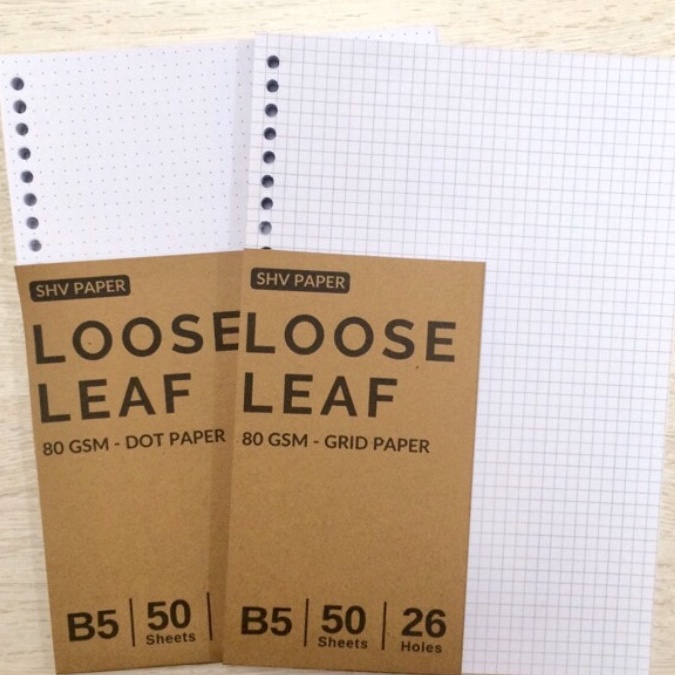 SHV PAPER
LOOSE
LEAF
80 GSM - DOT PAPER
B5 | 50 |
Sheets
SHV PAPER
LOOSE
LEAF
80 GSM - GRID PAPER
B5 | 50 | 26
Sheets Holes